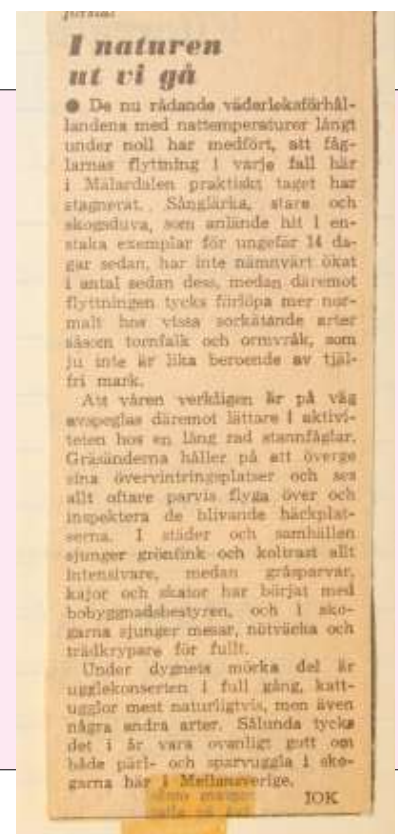 I naturen
ut vi gå
● De nu rådande väderleksförhål-
landena med nattemperaturer långt
under noll har medfört, att fåg-
larnas flyttning i varje fall här
i Mälardalen praktiskt taget har
stagnerat. Sånglärka, stare och
skogsduva, som anlände hit i en-
staka exemplar för ungefär 14 da-
gar sedan, har inte nämnvärt ökat
i antal sedan dess, medan däremot
flyttningen tycks förlöpa mer nor-
malt hos vissa sorkätande arter
såsom tornfalk och ormvråk, som
ju inte är lika beroende av tjäl-
fri mark.
Att våren verkligen är på väg
avspeglas däremot lättare i aktivi-
teten hos en lång rad stannfåglar.
Gräsänderna håller på att överge
sina övervintringsplatser och ses
allt oftare parvis flyga över och
inspektera de blivande häckplat-
serna. I städer och samhällen
sjunger grönfink och koltrast allt
intensivare, medan gråsparvar,
kajor och skator har börjat med
bobyggnadsbestyren, och i sko-
garna sjunger mesar, nötväcka och
trädkrypare för fullt.
Under dygnets mörka del är
ugglekonserten i full gång, katt-
ugglor mest naturligtvis, men även
några andra arter. Sålunda tycks
det i år vara ovanligt gott om
både pärl- och sparvuggla i sko-
garna här i Mellansverige.
IOK